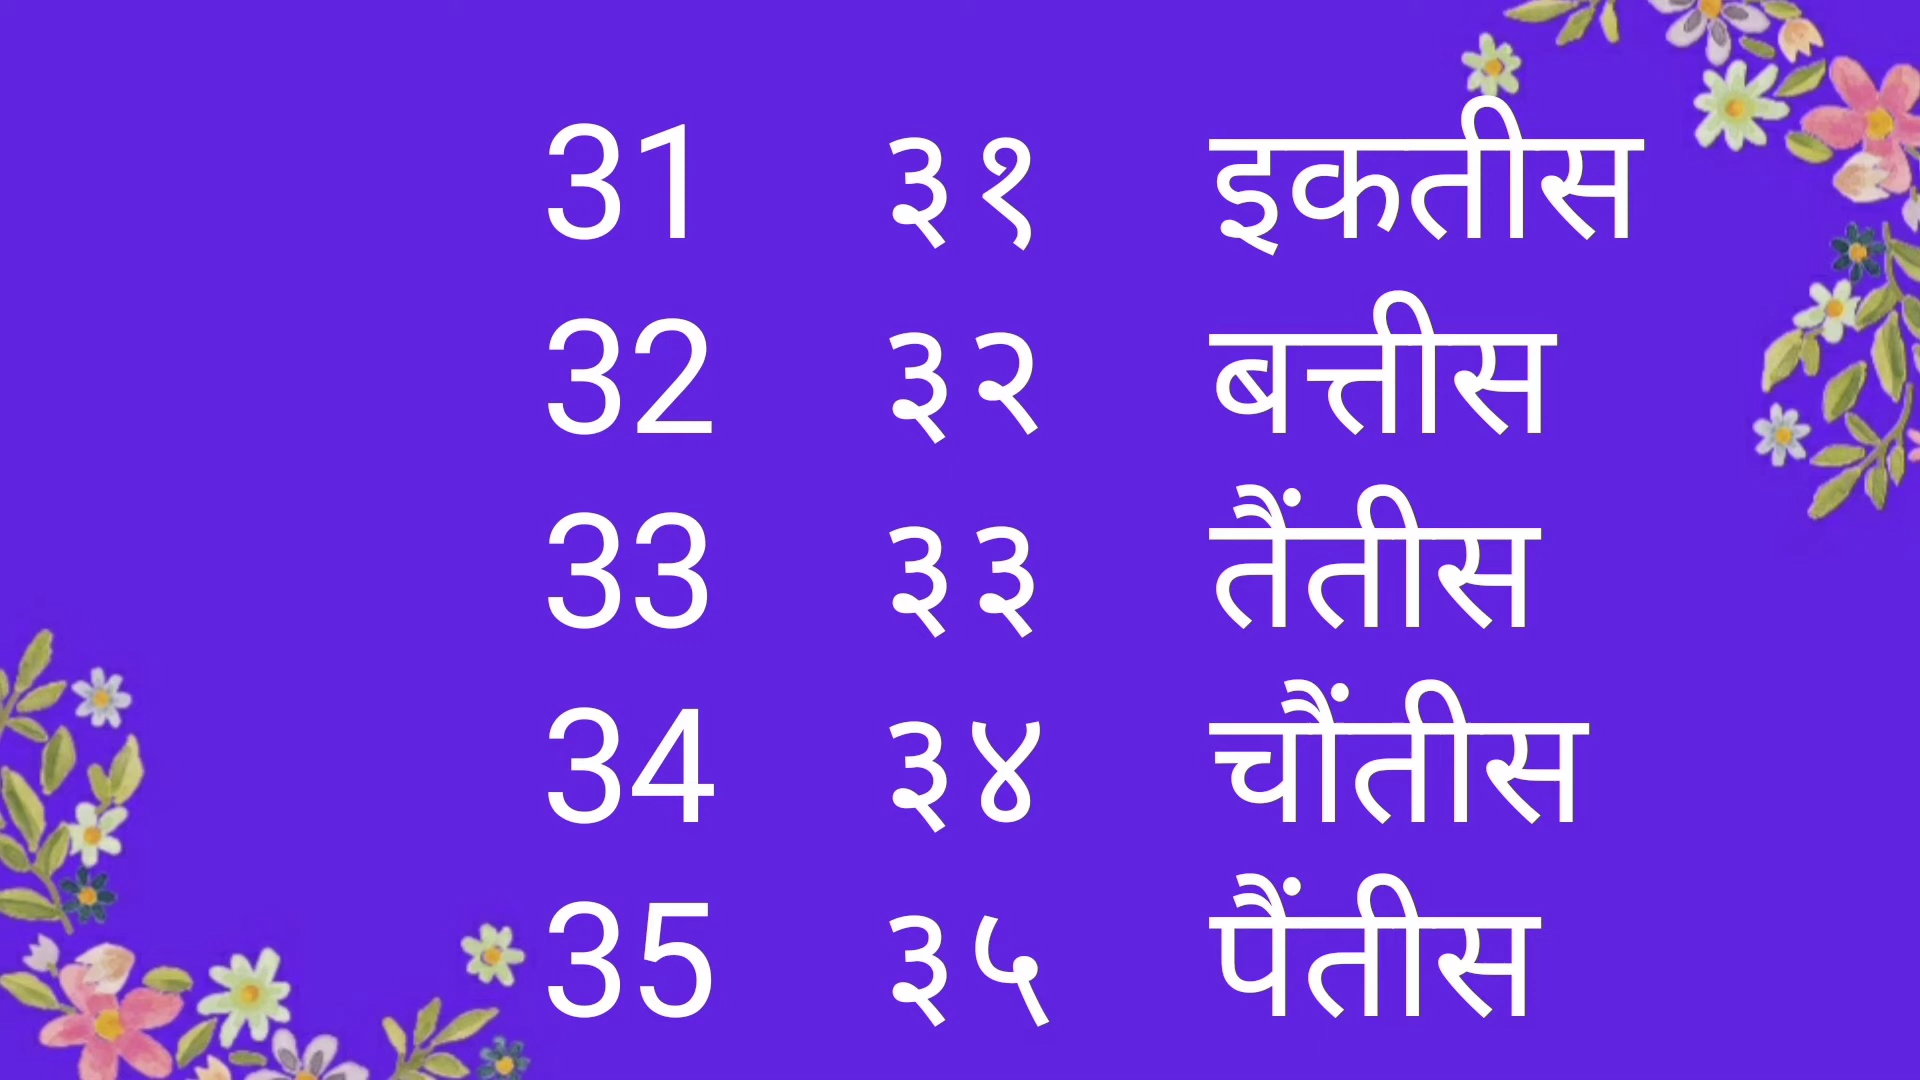 31 ३१ इकतीस
32 ३२ बत्तीस
33 ३३ तैंतीस
34 ३४ चौंतीस
35 ३५ पैंतीस